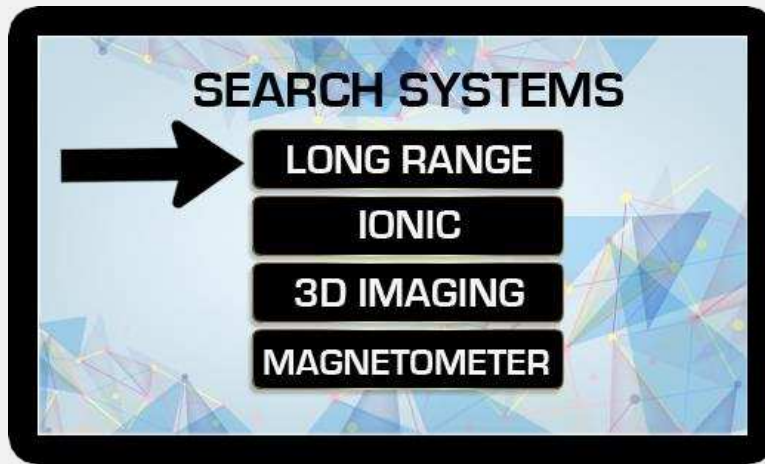 SEARCH SYSTEMS
LONG RANGE
IONIC
3D IMAGING
MAGNETOMETER